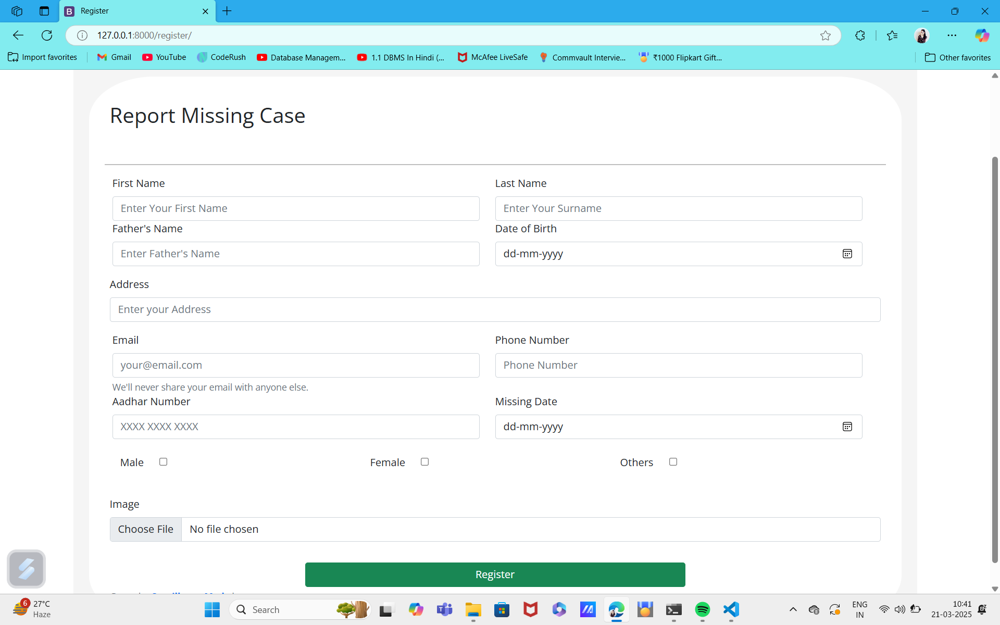 Register
127.0.0.1:8000/register/
Import favorites Gmail YouTube CodeRush Database Managem... 1.1 DBMS In Hindi (... McAfee LiveSafe Commvault Intervie... ₹1000 Flipkart Gift... Other favorites
Report Missing Case
First Name Last Name
Enter Your First Name Enter Your Surname
Father's Name Date of Birth
Enter Father's Name dd-mm-yyyy
Address
Enter your Address
Email Phone Number
your@email.com Phone Number
We'll never share your email with anyone else.
Aadhar Number Missing Date
XXXX XXXX XXXX dd-mm-yyyy
Male Female Others
Image
Choose File No file chosen
Register
6 27°C
Haze
Search
ENG
IN
10:41
21-03-2025